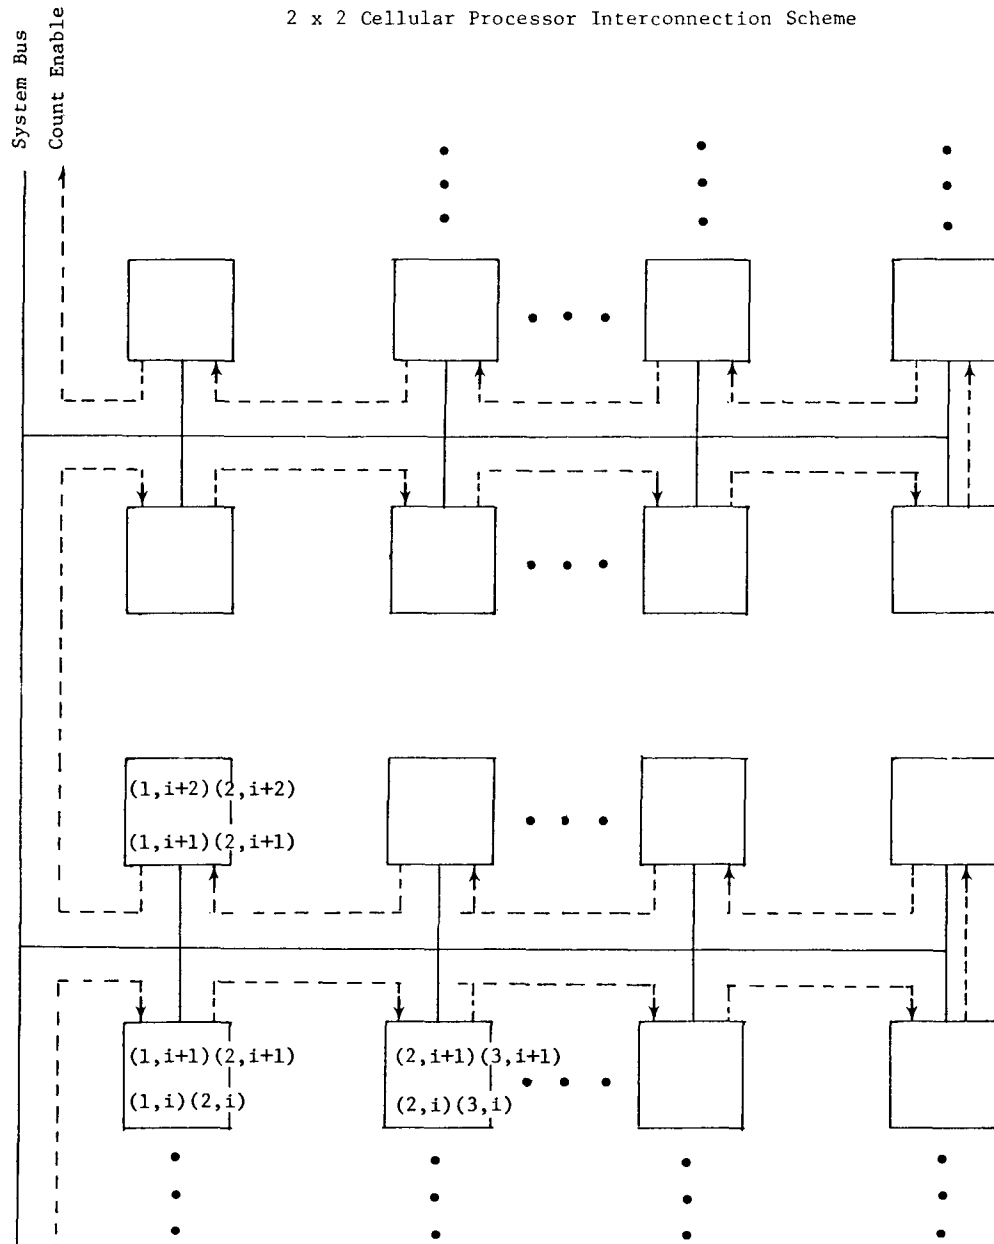 2 x 2 Cellular Processor Interconnection Scheme
System Bus
Count Enable
(1,i+2)(2,i+2)
(1,i+1)(2,i+1)
(1,i+1)(2,i+1)
(1,i)(2,i)
(2,i+1)(3,i+1)
(2,i)(3,i)